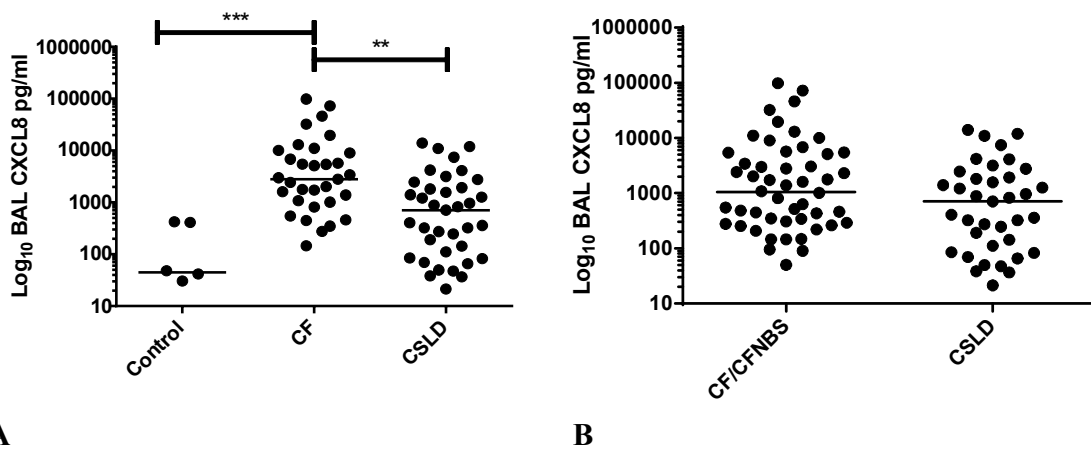 ***
**
1000000
100000
10000
1000
100
10
Log10 BAL CXCL8 pg/ml
Control
CF
CSLD
A
1000000
100000
10000
1000
100
10
Log10 BAL CXCL8 pg/ml
CF/CFNBS
CSLD
B